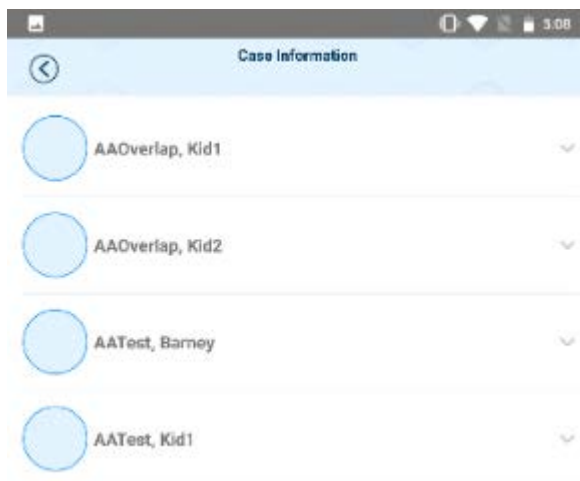 3:08
Case Information
AAOverlap, Kid1
AAOverlap, Kid2
AATest, Barney
AATest, Kid1